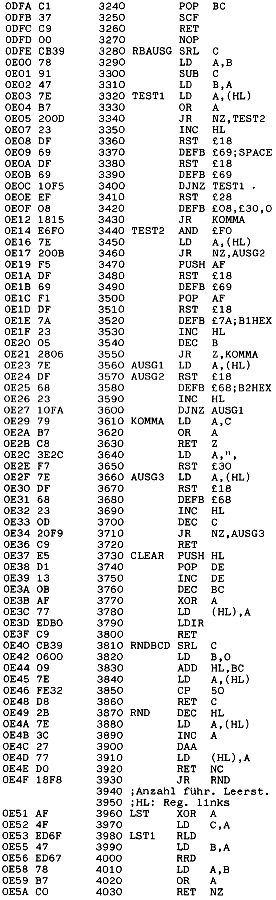 0DFA C1 3240 POP BC
0DFB 37 3250 SCF
0DFC C9 3260 RET
0DFD 00 3270 NOP
0DFE CB39 3280 RBAUSG SRL C
0E00 78 3290 LD A,B
0E01 91 3300 SUB C
0E02 47 3310 LD B,A
0E03 7E 3320 TEST1 LD A,(HL)
0E04 B7 3330 OR A
0E05 200D 3340 JR NZ,TEST2
0E07 23 3350 INC HL
0E08 DF 3360 RST £18
0E09 69 3370 DEFB £69;SPACE
0E0A DF 3380 RST £18
0E0B 69 3390 DEFB £69
0E0C 10F5 3400 DJNZ TEST1 .
0E0E EF 3410 RST £28
0E0F 08 3420 DEFB £08,£30,0
0E12 1815 3430 JR KOMMA
0E14 E6F0 3440 TEST2 AND £F0
0E16 7E 3450 LD A,(HL)
0E17 200B 3460 JR NZ,AUSG2
0E19 F5 3470 PUSH AF
0E1A DF 3480 RST £18
0E1B 69 3490 DEFB £69
0E1C F1 3500 POP AF
0E1D DF 3510 RST £18
0E1E 7A 3520 DEFB £7A;B1HEX
0E1F 23 3530 INC HL
0E20 05 3540 DEC B
0E21 2806 3550 JR Z,KOMMA
0E23 7E 3560 AUSG1 LD A,(HL)
0E24 DF 3570 AUSG2 RST £18
0E25 68 3580 DEFB £68;B2HEX
0E26 23 3590 INC HL
0E27 10FA 3600 DJNZ AUSG1
0E29 79 3610 KOMMA LD A,C
0E2A B7 3620 OR A
0E2B C8 3630 RET Z
0E2C 3E2C 3640 LD A,",
0E2E F7 3650 RST £30
0E2F 7E 3660 AUSG3 LD A,(HL)
0E30 DF 3670 RST £18
0E31 68 3680 DEFB £68
0E32 23 3690 INC HL
0E33 0D 3700 DEC C
0E34 20F9 3710 JR NZ,AUSG3
0E36 C9 3720 RET
0E37 E5 3730 CLEAR PUSH HL
0E38 D1 3740 POP DE
0E39 13 3750 INC DE
0E3A 0B 3760 DEC BC
0E3B AF 3770 XOR A
0E3C 77 3780 LD (HL),A
0E3D EDB0 3790 LDIR
0E3F C9 3800 RET
0E40 CB39 3810 RNDBCD SRL C
0E42 0600 3820 LD B,0
0E44 09 3830 ADD HL,BC
0E45 7E 3840 LD A,(HL)
0E46 FE32 3850 CP 50
0E48 D8 3860 RET C
0E49 2B 3870 RND DEC HL
0E4A 7E 3880 LD A,(HL)
0E4B 3C 3890 INC A
0E4C 27 3900 DAA
0E4D 77 3910 LD (HL),A
0E4E D0 3920 RET NC
0E4F 18F8 3930 JR RND
3940 ;Anzahl führ. Leerst.
3950 ;HL: Reg. links
0E51 AF 3960 LST XOR A
0E52 4F 3970 LD C,A
0E53 ED6F 3980 LST1 RLD
0E55 47 3990 LD B,A
0E56 ED67 4000 RRD
0E58 78 4010 LD A,B
0E59 B7 4020 OR A
0E5A C0 4030 RET NZ